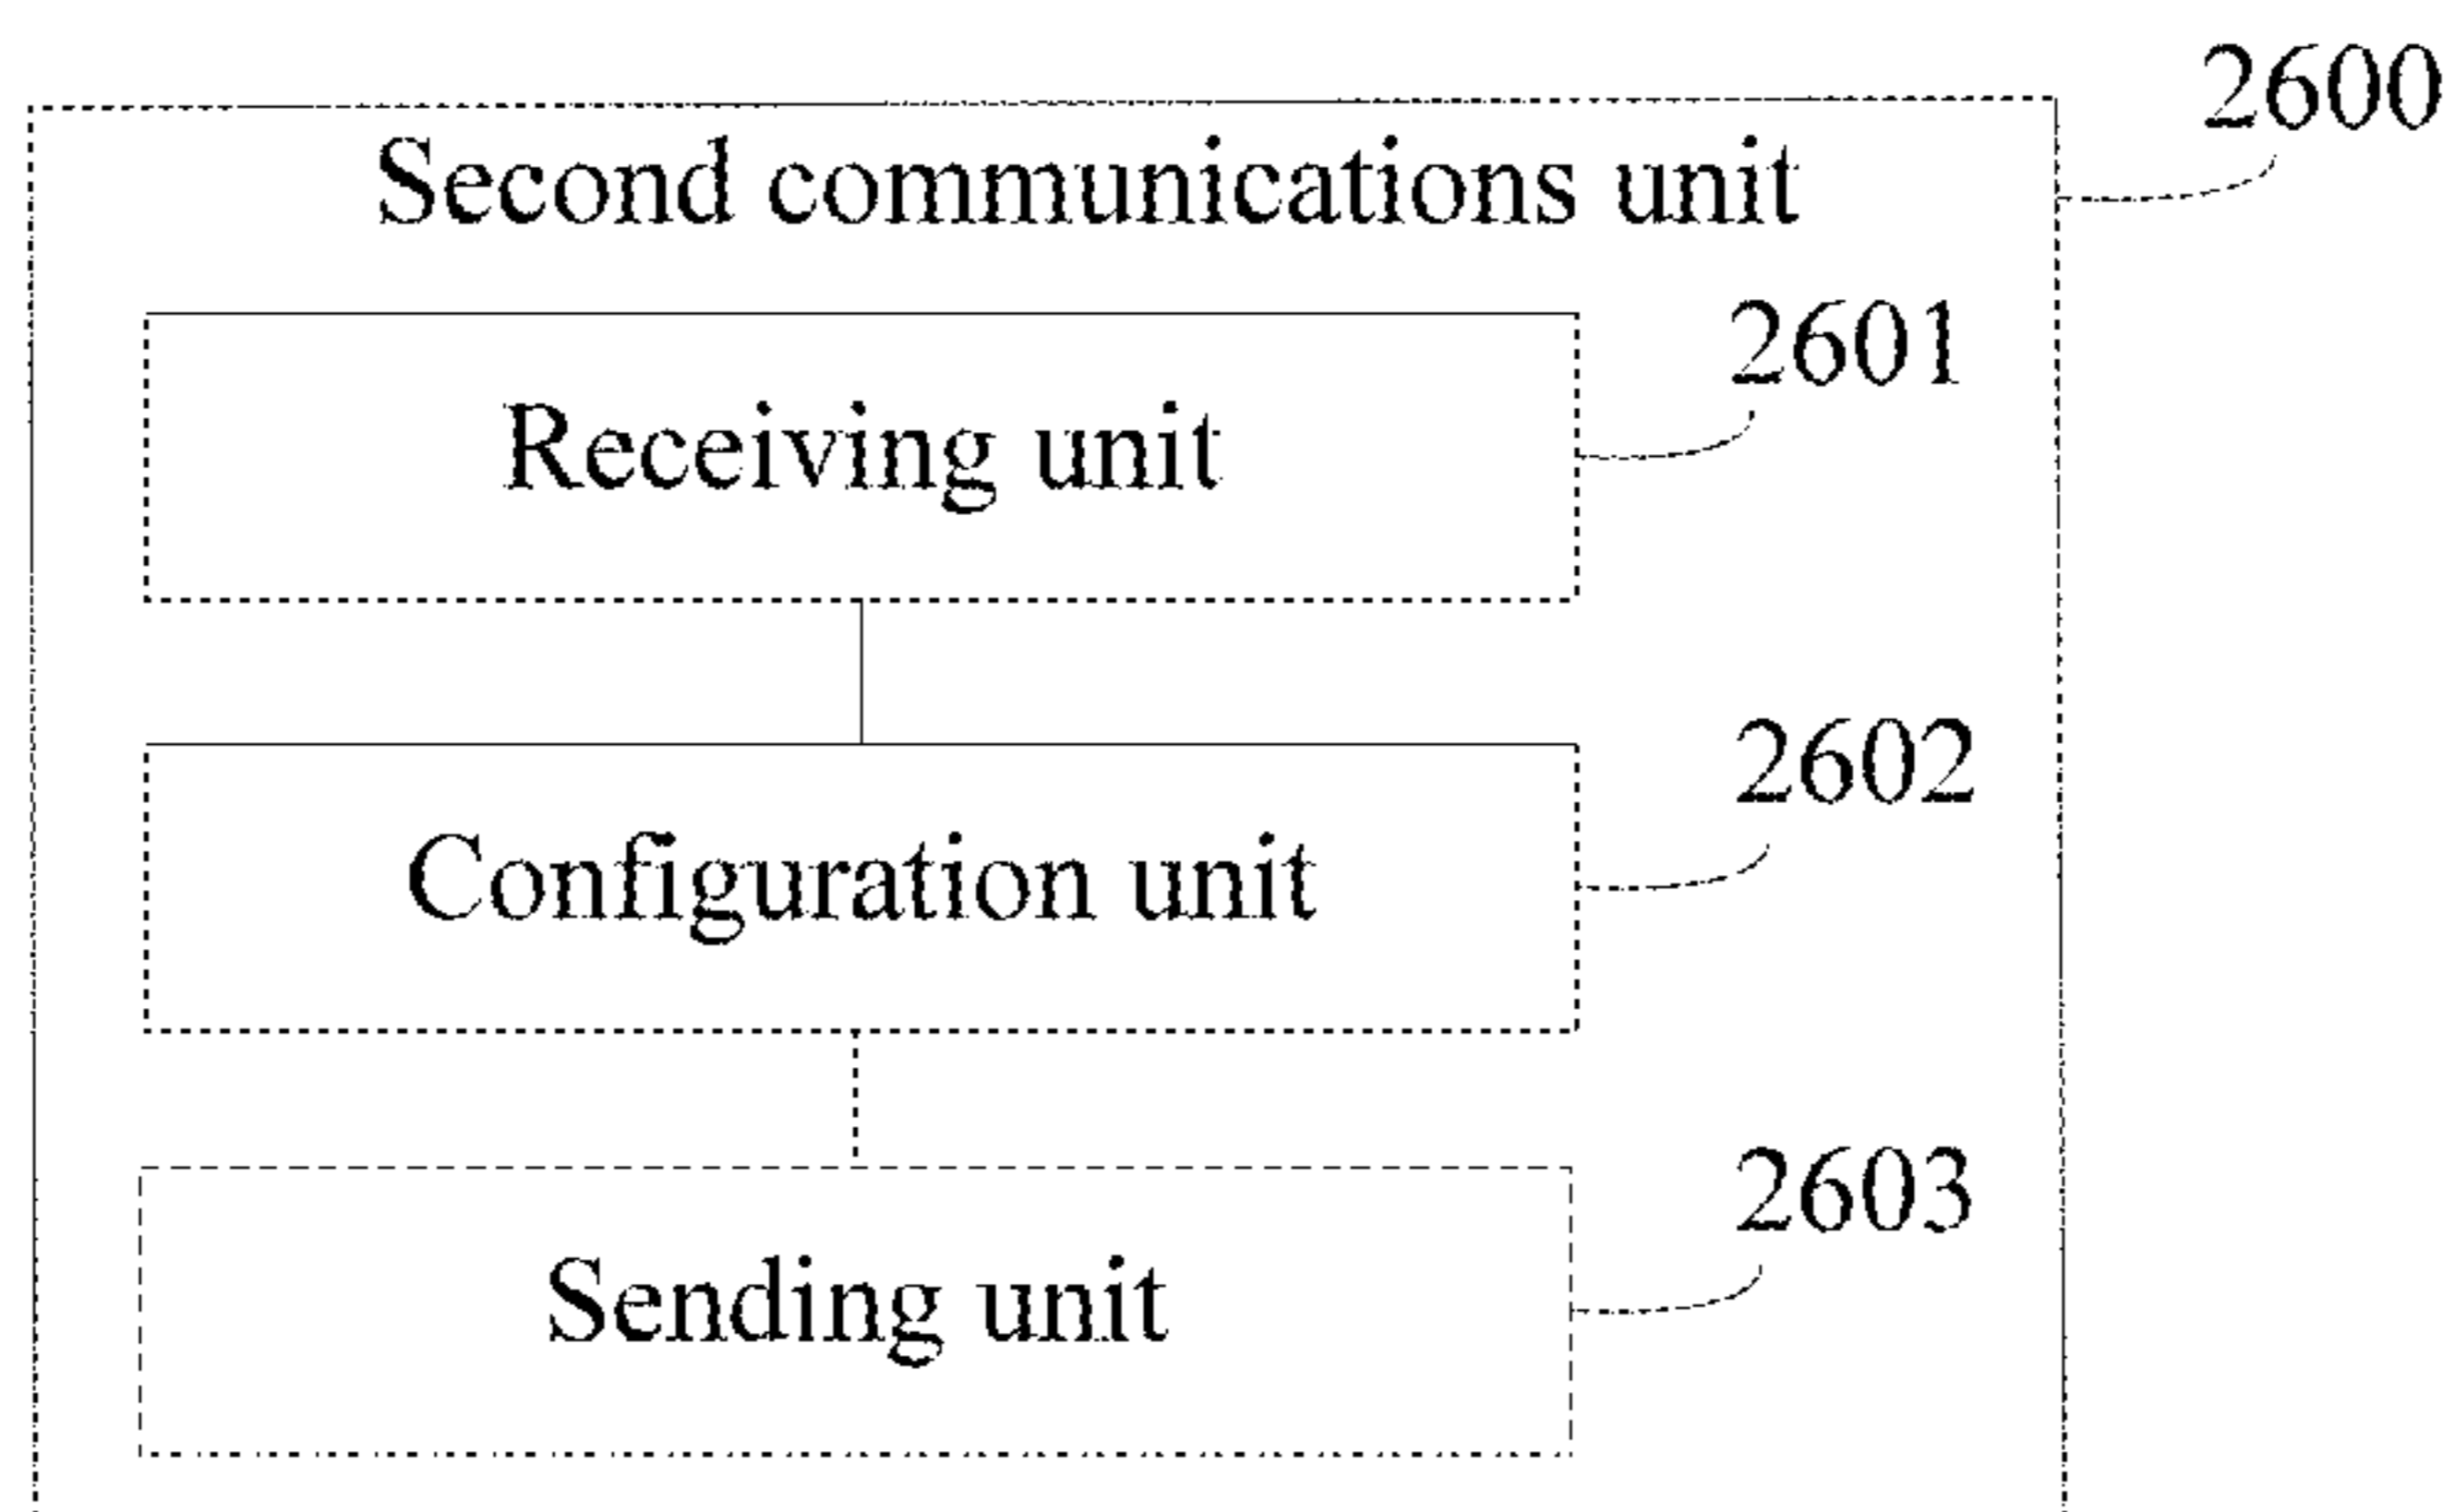 2600
Second communications unit
2601
Receiving unit
2602
Configuration unit
2603
Sending unit